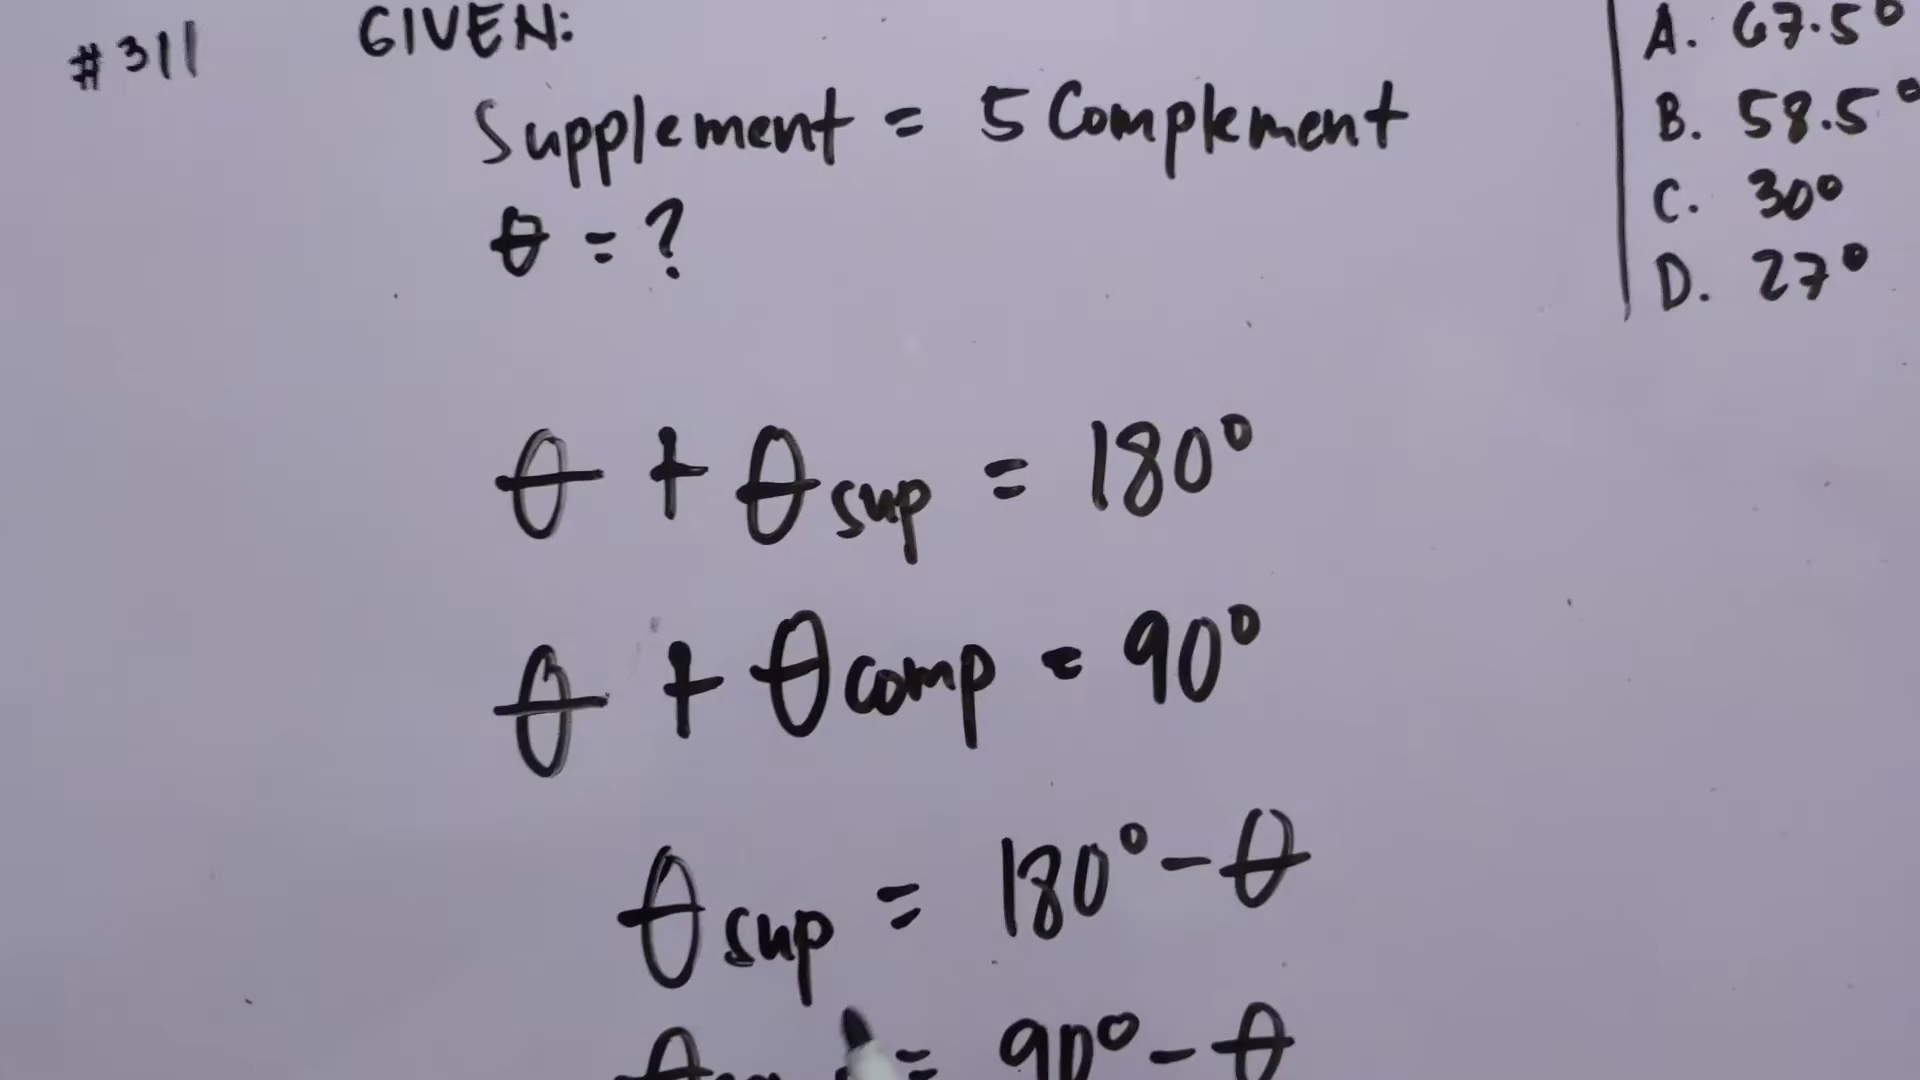 #311
GIVEN:
Supplement = 5 Complement
θ = ?
A. 67.5°
B. 58.5°
C. 30°
D. 27°
θ + θsup = 180°
θ + θcomp = 90°
θsup = 180° - θ
= 90° - θ